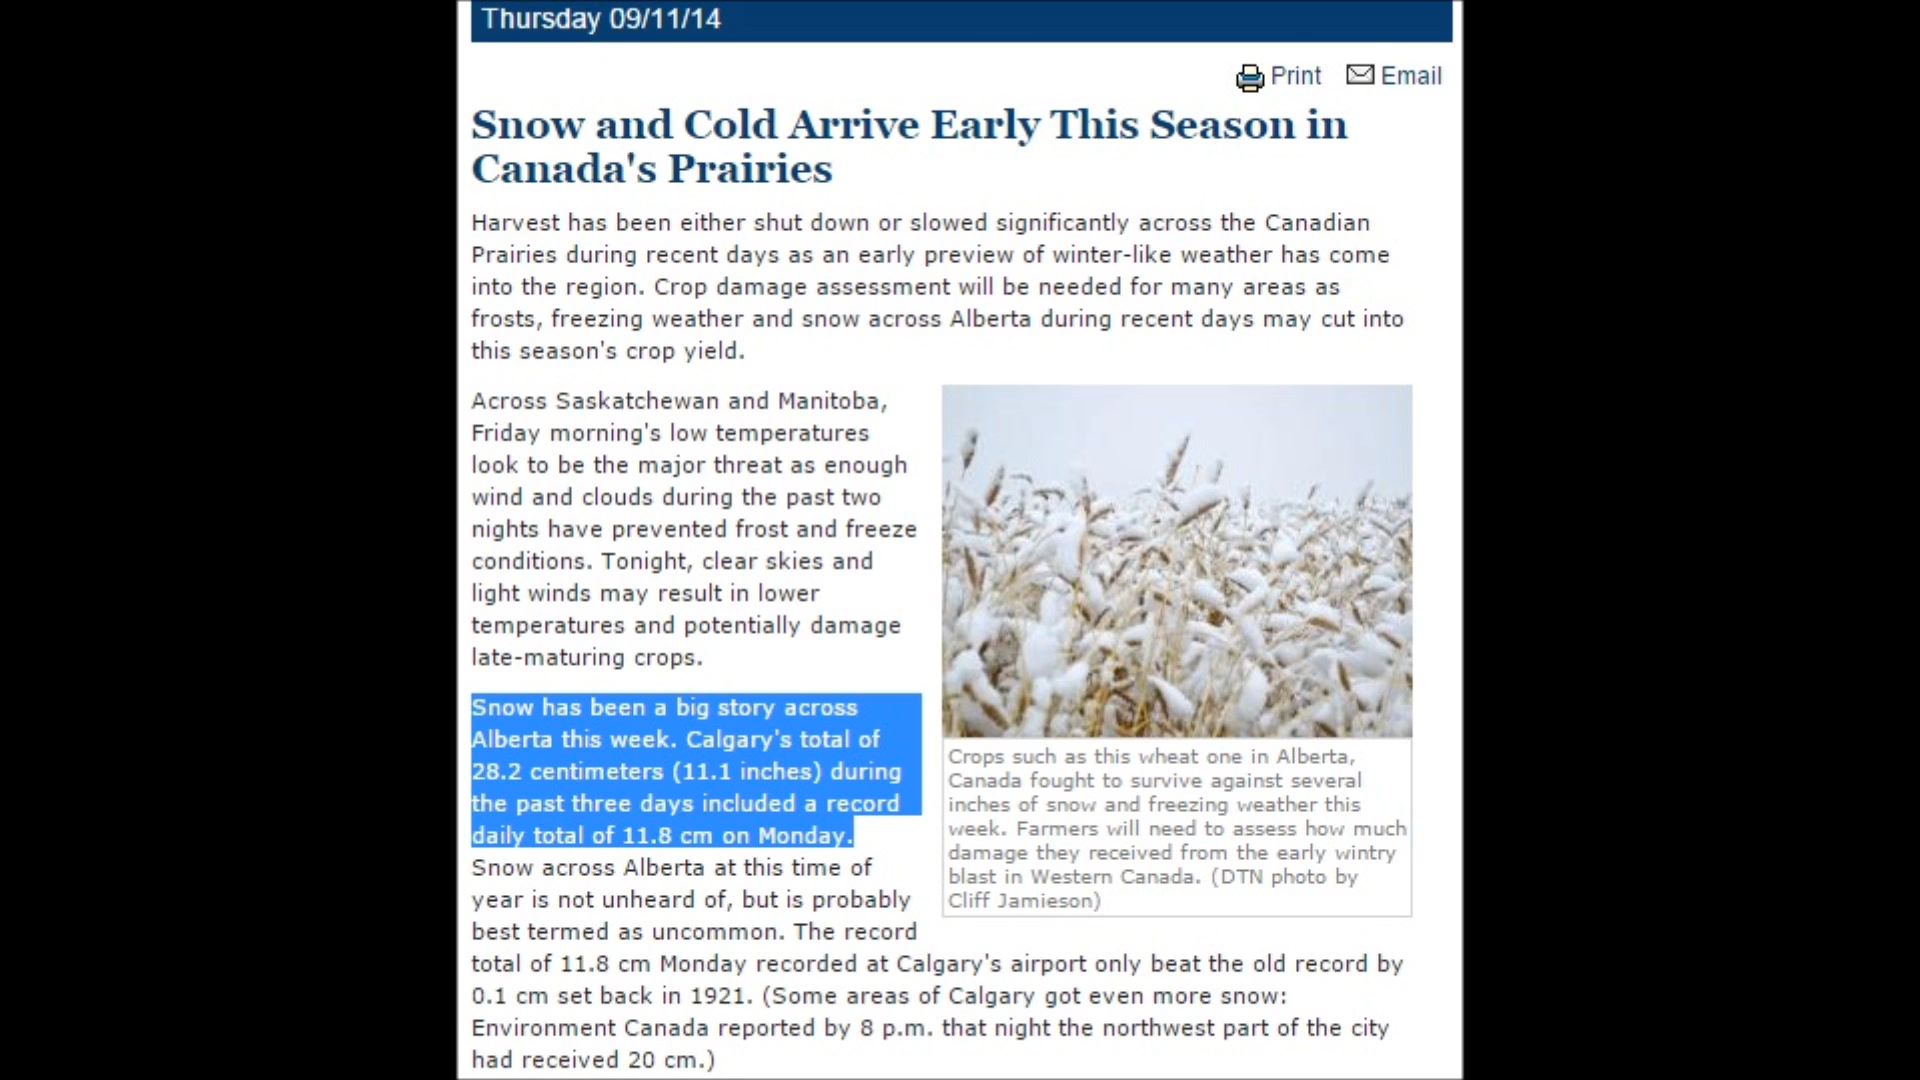 Thursday 09/11/14
Print Email
Snow and Cold Arrive Early This Season in
Canada's Prairies
Harvest has been either shut down or slowed significantly across the Canadian
Prairies during recent days as an early preview of winter-like weather has come
into the region. Crop damage assessment will be needed for many areas as
frosts, freezing weather and snow across Alberta during recent days may cut into
this season's crop yield.
Across Saskatchewan and Manitoba,
Friday morning's low temperatures
look to be the major threat as enough
wind and clouds during the past two
nights have prevented frost and freeze
conditions. Tonight, clear skies and
light winds may result in lower
temperatures and potentially damage
late-maturing crops.
Snow has been a big story across
Alberta this week. Calgary's total of
28.2 centimeters (11.1 inches) during
the past three days included a record
daily total of 11.8 cm on Monday.
Snow across Alberta at this time of
year is not unheard of, but is probably
best termed as uncommon. The record
total of 11.8 cm Monday recorded at Calgary's airport only beat the old record by
0.1 cm set back in 1921. (Some areas of Calgary got even more snow:
Environment Canada reported by 8 p.m. that night the northwest part of the city
had received 20 cm.)
Crops such as this wheat one in Alberta,
Canada fought to survive against several
inches of snow and freezing weather this
week. Farmers will need to assess how much
damage they received from the early wintry
blast in Western Canada. (DTN photo by
Cliff Jamieson)